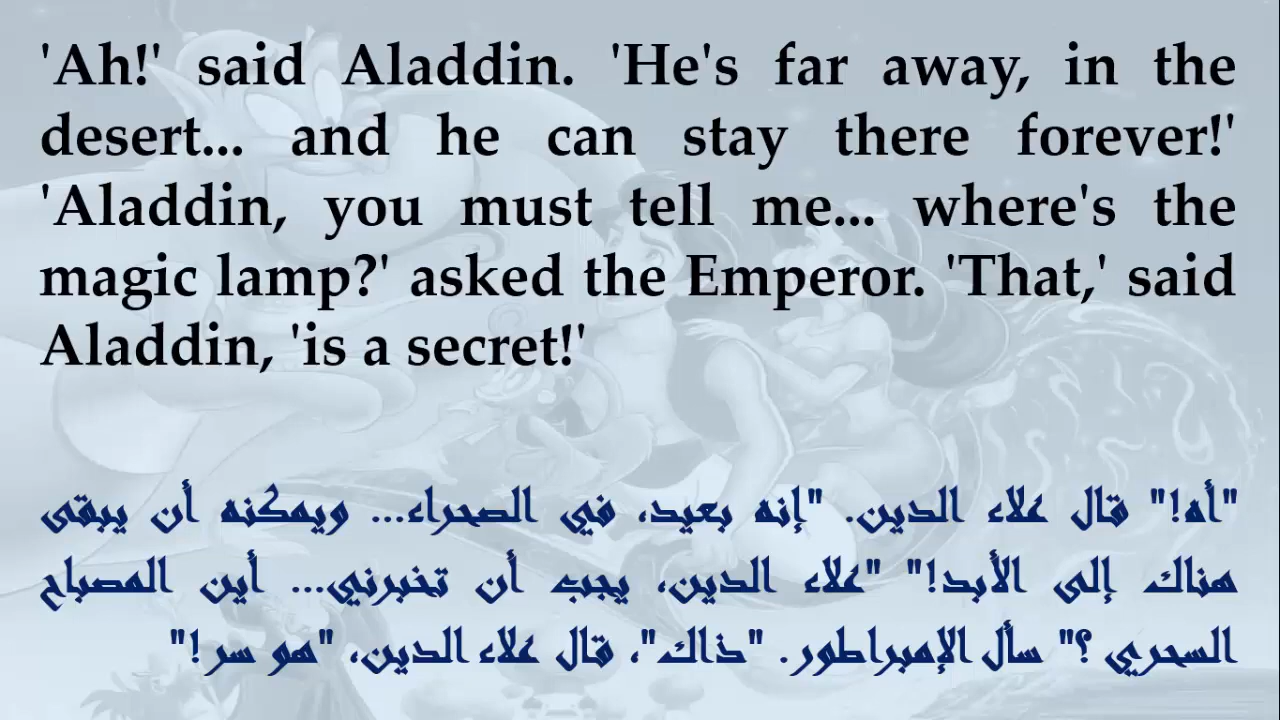 'Ah!' said Aladdin. 'He's far away, in the
desert... and he can stay there forever!'
'Aladdin, you must tell me... where's the
magic lamp?' asked the Emperor. 'That,' said
Aladdin, 'is a secret!'
"أه!" قال علاء الدين. "إنه بعيد، في الصحراء... ويمكنه أن يبقى
هناك إلى الأبد!" "علاء الدين، يجب أن تخبرني... أين المصباح
السحري ؟" سأل الإمبراطور. "ذاك"، قال علاء الدين، "هو سر!"